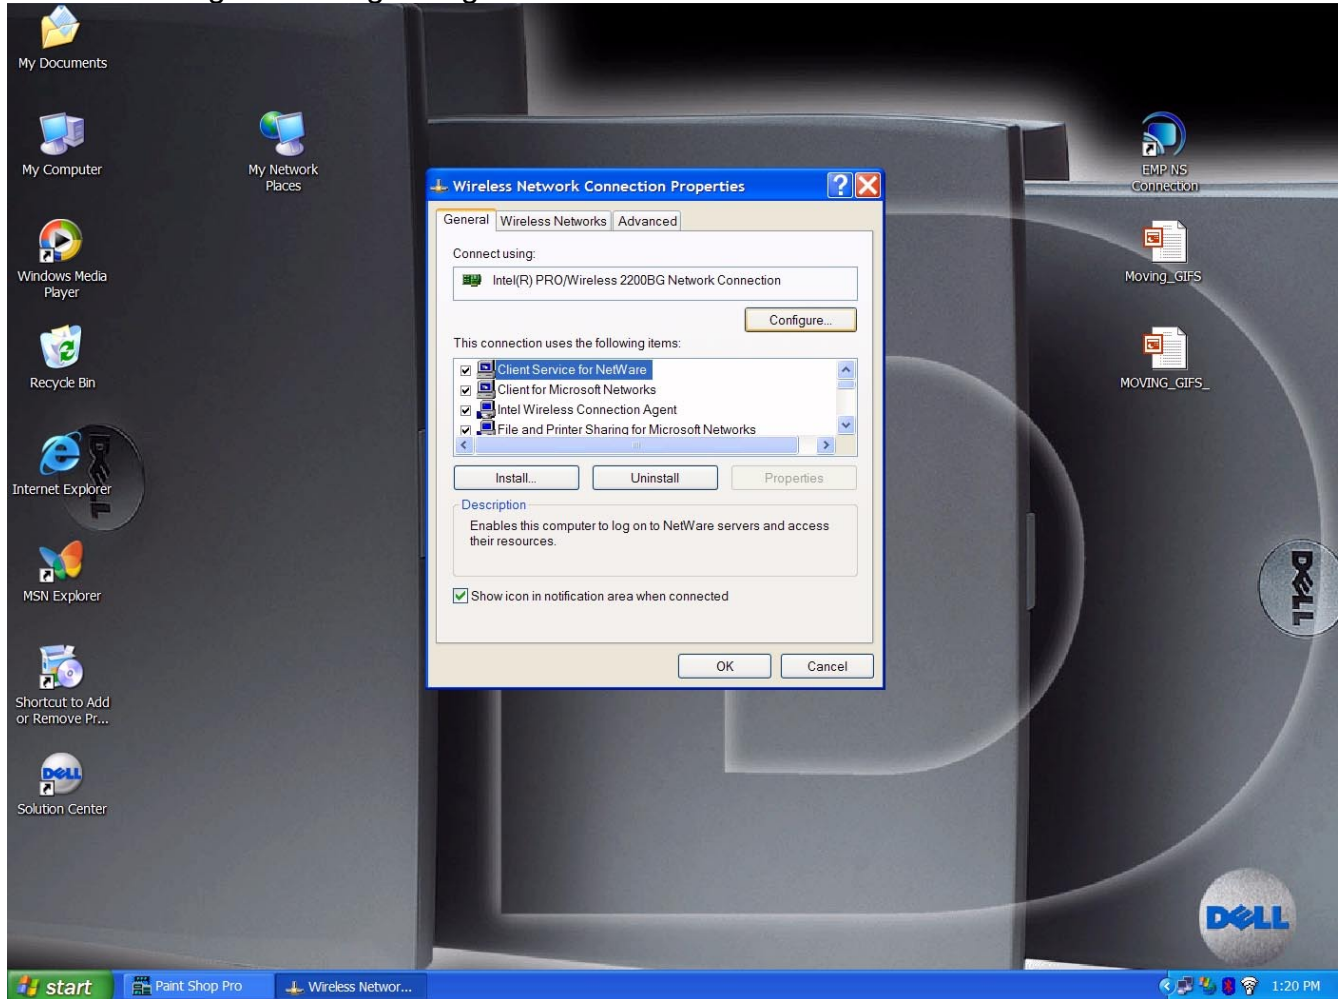 My Documents
My Computer
My Network
Places
EMP NS
Connection
Windows Media
Player
Moving_GIFS
Recycle Bin
MOVING_GIFS_
Internet Explorer
MSN Explorer
Shortcut to Add
or Remove Pr...
DELL
Solution Center
Wireless Network Connection Properties
General
Wireless Networks
Advanced
Connect using:
Intel(R) PRO/Wireless 2200BG Network Connection
Configure...
This connection uses the following items:
Client Service for NetWare
Client for Microsoft Networks
Intel Wireless Connection Agent
File and Printer Sharing for Microsoft Networks
Install...
Uninstall
Properties
Description
Enables this computer to log on to NetWare servers and access
their resources.
Show icon in notification area when connected
OK
Cancel
DELL
DELL
DELL
start
Paint Shop Pro
Wireless Networ...
1:20 PM